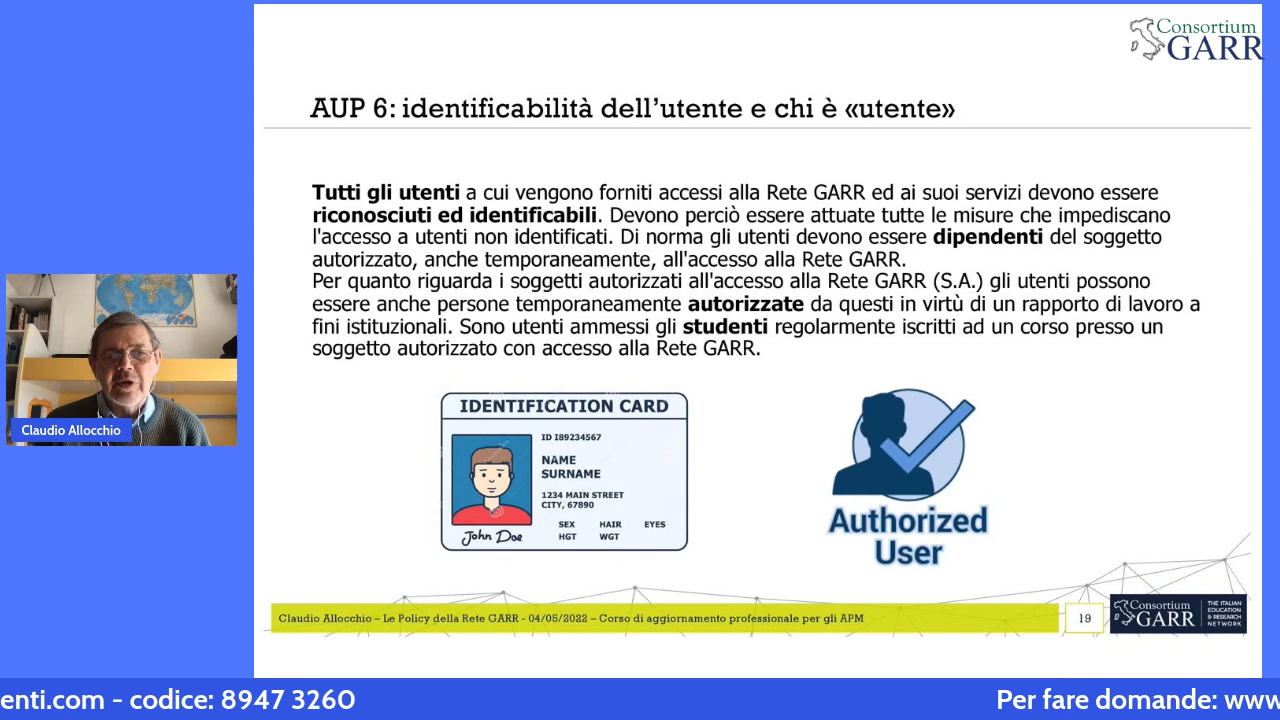 Consortium
GARR
AUP 6: identificabilità dell’utente e chi è «utente»
Tutti gli utenti a cui vengono forniti accessi alla Rete GARR ed ai suoi servizi devono essere
riconosciuti ed identificabili. Devono perciò essere attuate tutte le misure che impediscano
l'accesso a utenti non identificati. Di norma gli utenti devono essere dipendenti del soggetto
autorizzato, anche temporaneamente, all'accesso alla Rete GARR.
Per quanto riguarda i soggetti autorizzati all'accesso alla Rete GARR (S.A.) gli utenti possono
essere anche persone temporaneamente autorizzate da questi in virtù di un rapporto di lavoro a
fini istituzionali. Sono utenti ammessi gli studenti regolarmente iscritti ad un corso presso un
soggetto autorizzato con accesso alla Rete GARR.
IDENTIFICATION CARD
ID I89234567
NAME
SURNAME
1234 MAIN STREET
CITY, 67890
SEX HAIR EYES
HGT WGT
John Doe
Authorized
User
Claudio Allocchio
Claudio Allocchio – Le Policy della Rete GARR - 04/05/2022 – Corso di aggiornamento professionale per gli APM
19
Consortium
GARR
THE ITALIAN
EDUCATION
& RESEARCH
NETWORK
enti.com - codice: 8947 3260
Per fare domande: www